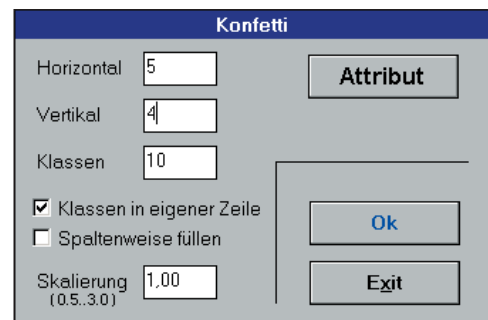 Konfetti
Horizontal 5
Attribut
Vertikal 4
Klassen 10
Klassen in eigener Zeile
Spaltenweise füllen
Ok
Skalierung 1,00
(0.5..3.0)
Exit